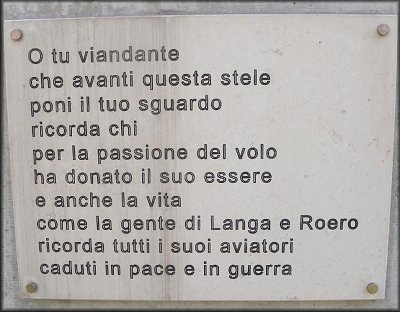 O tu viandante
che avanti questa stele
poni il tuo sguardo
ricorda chi
per la passione del volo
ha donato il suo essere
e anche la vita
come la gente di Langa e Roero
ricorda tutti i suoi aviatori
caduti in pace e in guerra